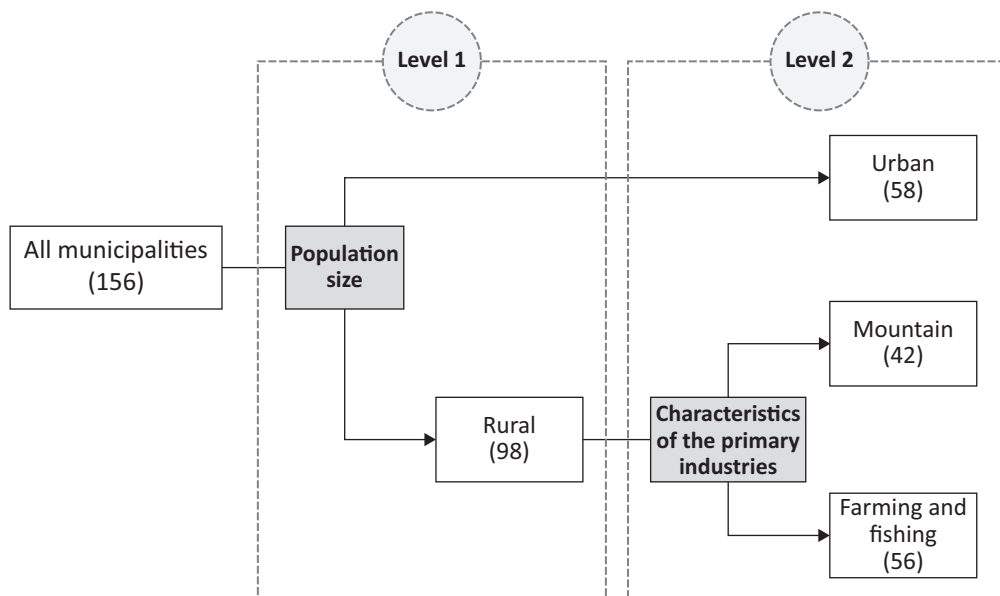 Level 1
Level 2
Urban
(58)
All municipalities
(156)
Population
size
Mountain
(42)
Rural
(98)
Characteristics
of the primary
industries
Farming and
fishing
(56)